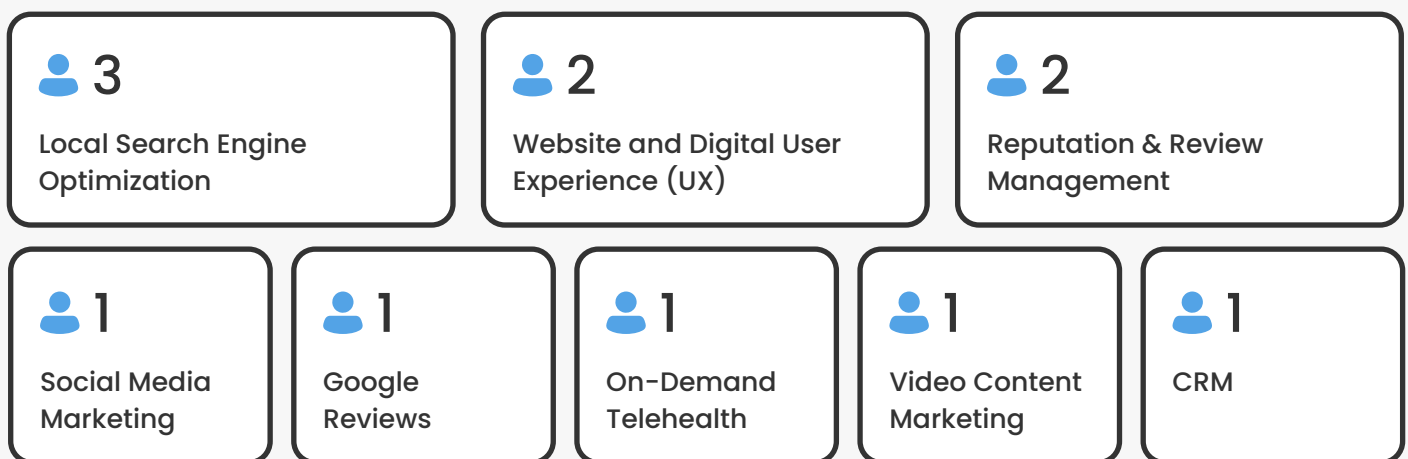 3
Local Search Engine
Optimization
2
Website and Digital User
Experience (UX)
2
Reputation & Review
Management
1
Social Media
Marketing
1
Google
Reviews
1
On-Demand
Telehealth
1
Video Content
Marketing
1
CRM